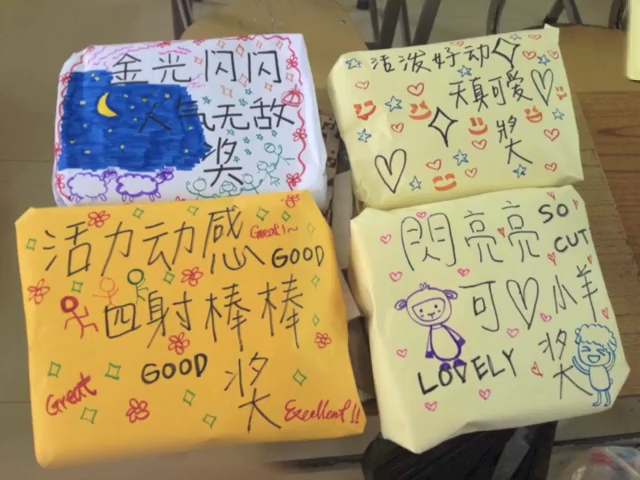 金光闪闪
人气无敌
奖
活泼好动
天真可爱
奖
活力动感
Great!~
GOOD
四射棒棒
GOOD
奖
Great
Excellent!!
閃亮亮
SO
CUT
可♡小羊
LOVELY
奖